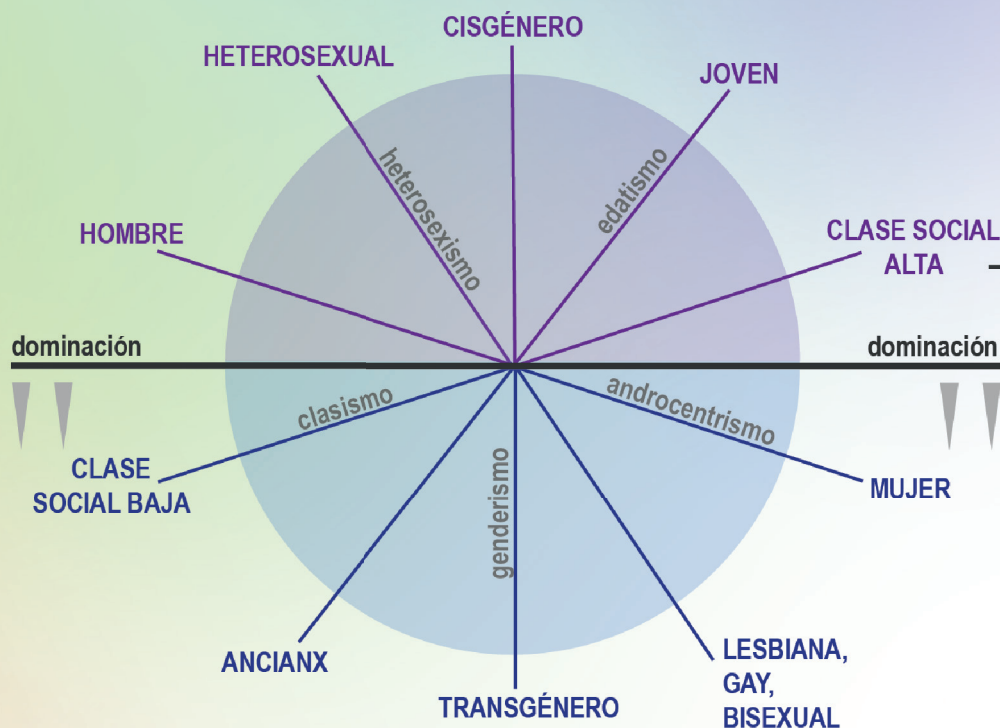 CISGÉNERO
HETEROSEXUAL
JOVEN
heterosexismo
edatismo
HOMBRE
CLASE SOCIAL
ALTA
dominación
dominación
clasismo
androcentrismo
CLASE
SOCIAL BAJA
genderismo
MUJER
ANCIANX
TRANSGÉNERO
LESBIANA,
GAY,
BISEXUAL